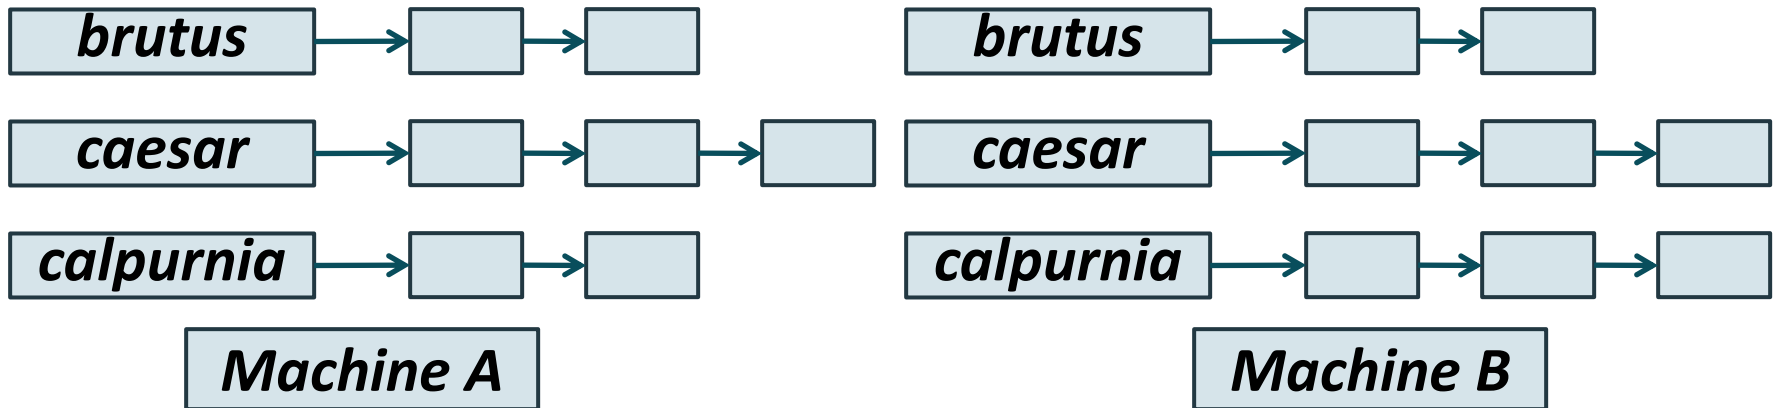 brutus
caesar
calpurnia
Machine A
brutus
caesar
calpurnia
Machine B